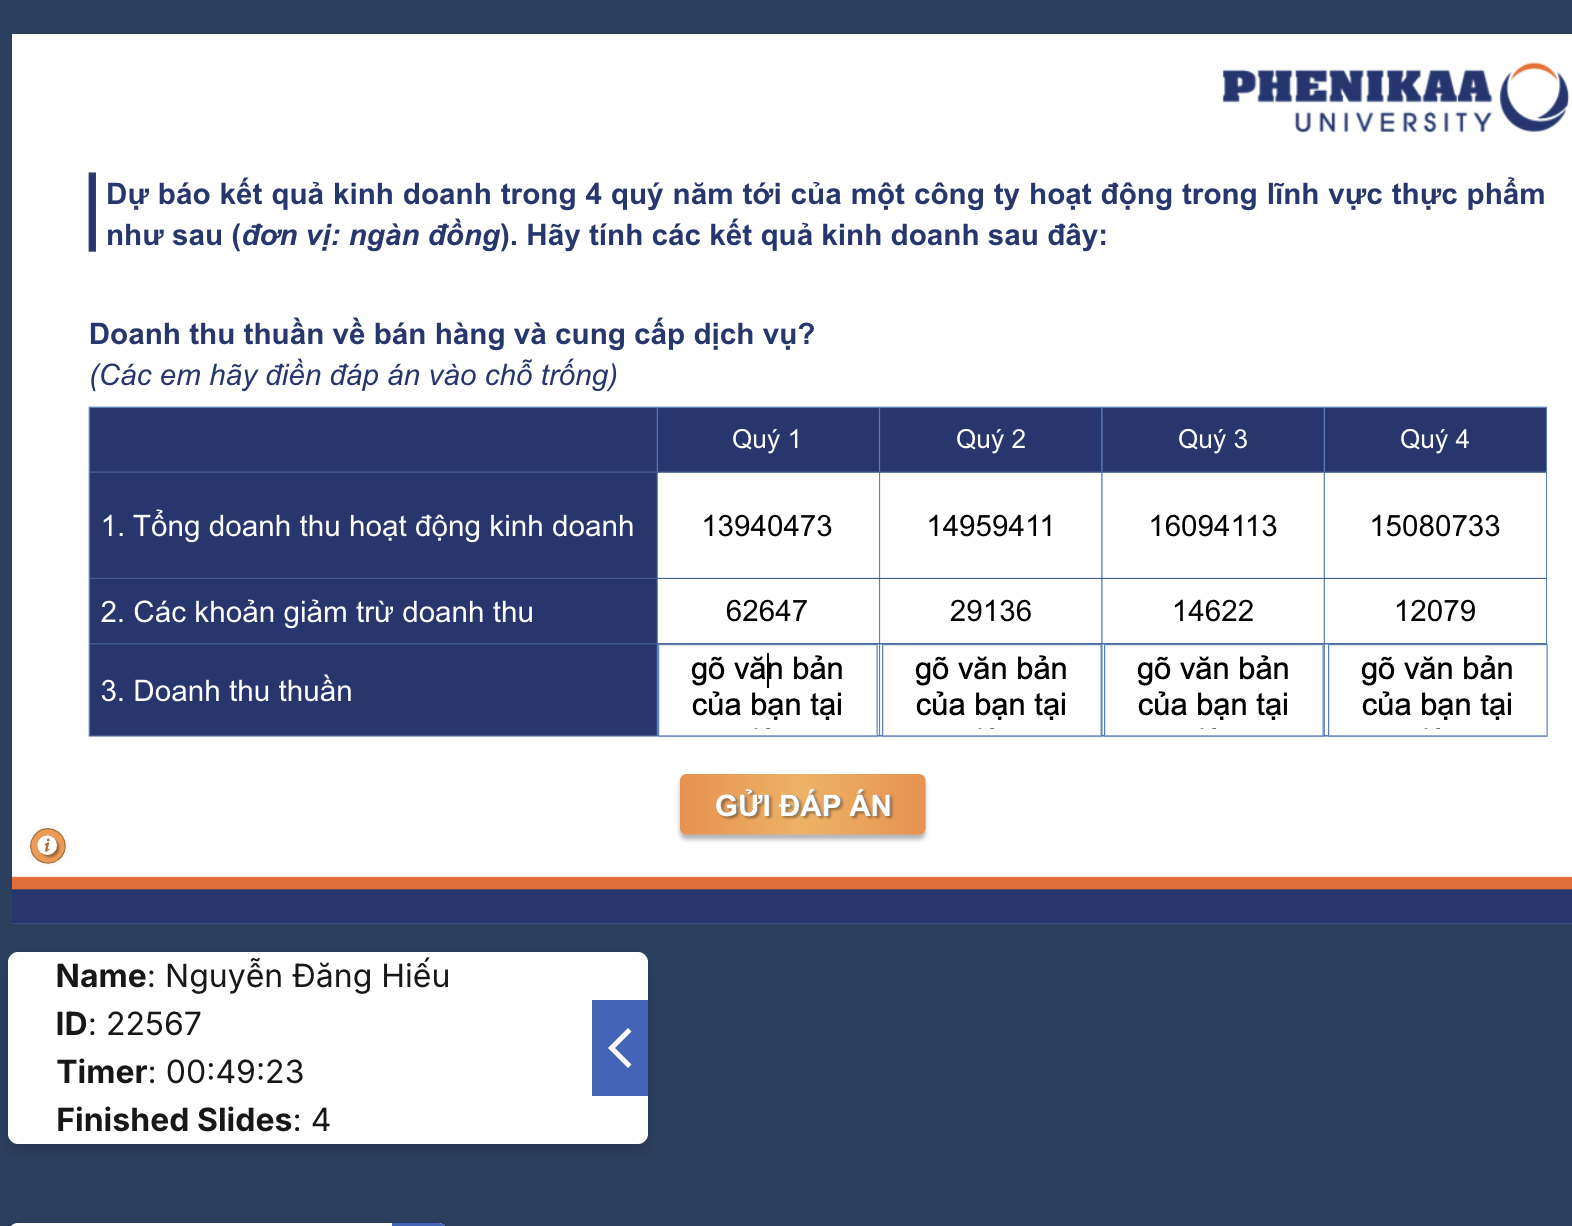 PHENIKAA
UNIVERSITY
Dự báo kết quả kinh doanh trong 4 quý năm tới của một công ty hoạt động trong lĩnh vực thực phẩm
như sau (đơn vị: ngàn đồng). Hãy tính các kết quả kinh doanh sau đây:
Doanh thu thuần về bán hàng và cung cấp dịch vụ?
(Các em hãy điền đáp án vào chỗ trống)
Quý 1 Quý 2 Quý 3 Quý 4
1. Tổng doanh thu hoạt động kinh doanh 13940473 14959411 16094113 15080733
2. Các khoản giảm trừ doanh thu 62647 29136 14622 12079
3. Doanh thu thuần
gõ văn bản gõ văn bản gõ văn bản gõ văn bản
của bạn tại của bạn tại của bạn tại của bạn tại
GỬI ĐÁP ÁN
i
Name: Nguyễn Đăng Hiếu
ID: 22567
Timer: 00:49:23
Finished Slides: 4